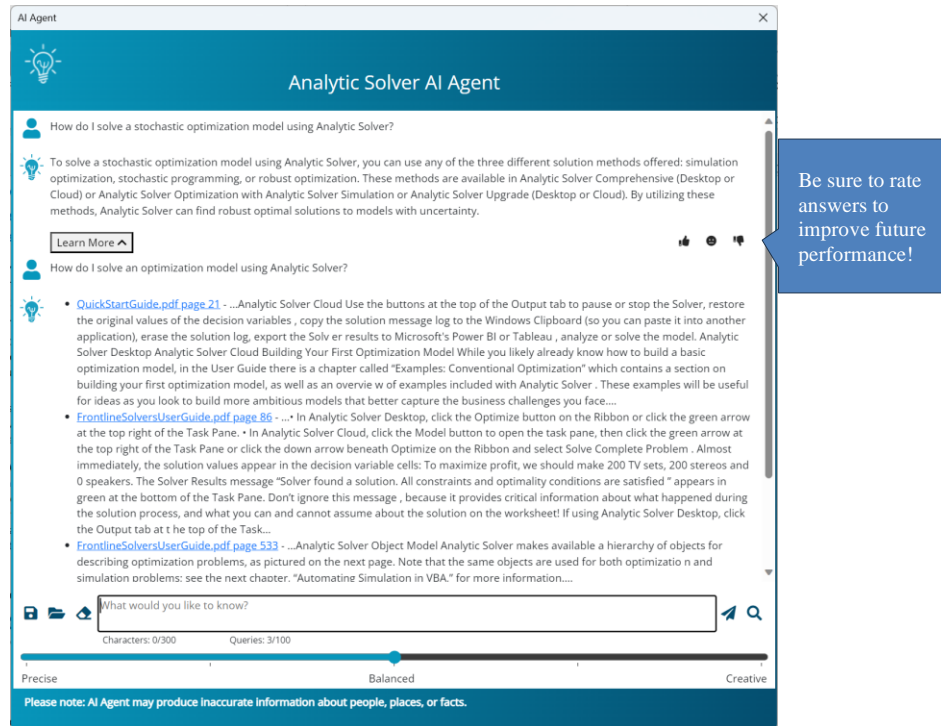 AI Agent
Analytic Solver AI Agent
How do I solve a stochastic optimization model using Analytic Solver?
To solve a stochastic optimization model using Analytic Solver, you can use any of the three different solution methods offered: simulation
optimization, stochastic programming, or robust optimization. These methods are available in Analytic Solver Comprehensive (Desktop or
Cloud) or Analytic Solver Optimization with Analytic Solver Simulation or Analytic Solver Upgrade (Desktop or Cloud). By utilizing these
methods, Analytic Solver can find robust optimal solutions to models with uncertainty.
Learn More
How do I solve an optimization model using Analytic Solver?
• QuickStartGuide.pdf page 21 - ...Analytic Solver Cloud Use the buttons at the top of the Output tab to pause or stop the Solver, restore
the original values of the decision variables , copy the solution message log to the Windows Clipboard (so you can paste it into another
application), erase the solution log, export the Solv er results to Microsoft's Power BI or Tableau , analyze or solve the model. Analytic
Solver Desktop Analytic Solver Cloud Building Your First Optimization Model While you likely already know how to build a basic
optimization model, in the User Guide there is a chapter called "Examples: Conventional Optimization" which contains a section on
building your first optimization model, as well as an overvie w of examples included with Analytic Solver . These examples will be useful
for ideas as you look to build more ambitious models that better capture the business challenges you face....
• FrontlineSolversUserGuide.pdf page 86 - ...• In Analytic Solver Desktop, click the Optimize button on the Ribbon or click the green arrow
at the top right of the Task Pane. • In Analytic Solver Cloud, click the Model button to open the task pane, then click the green arrow at
the top right of the Task Pane or click the down arrow beneath Optimize on the Ribbon and select Solve Complete Problem . Almost
immediately, the solution values appear in the decision variable cells: To maximize profit, we should make 200 TV sets, 200 stereos and
0 speakers. The Solver Results message "Solver found a solution. All constraints and optimality conditions are satisfied " appears in
green at the bottom of the Task Pane. Don't ignore this message , because it provides critical information about what happened during
the solution process, and what you can and cannot assume about the solution on the worksheet! If using Analytic Solver Desktop, click
the Output tab at t he top of the Task...
• FrontlineSolversUserGuide.pdf page 533 - ...Analytic Solver Object Model Analytic Solver makes available a hierarchy of objects for
describing optimization problems, as pictured on the next page. Note that the same objects are used for both optimizatio n and
simulation problems: see the next chapter, "Automating Simulation in VBA." for more information....
What would you like to know?
Characters: 0/300 Queries: 3/100
Precise Balanced Creative
Please note: AI Agent may produce inaccurate information about people, places, or facts.
Be sure to rate
answers to
improve future
performance!